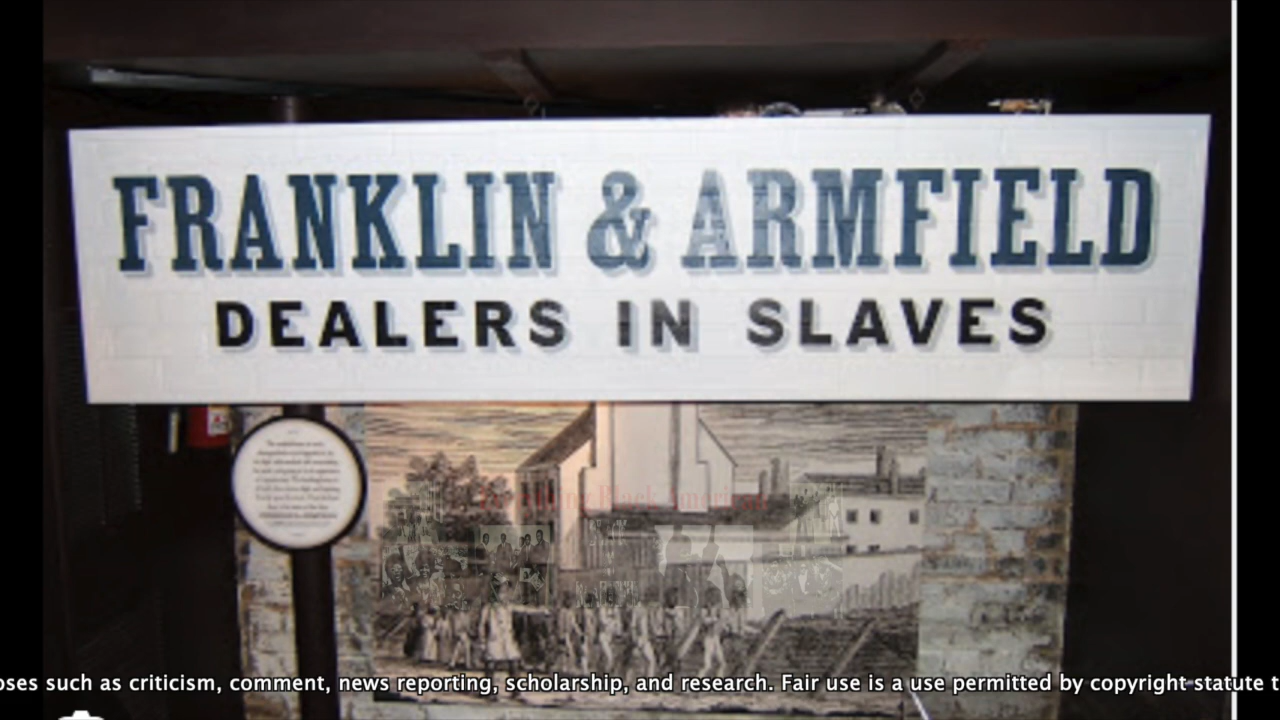 FRANKLIN & ARMFIELD
DEALERS IN SLAVES
oses such as criticism, comment, news reporting, scholarship, and research. Fair use is a use permitted by copyright statute t